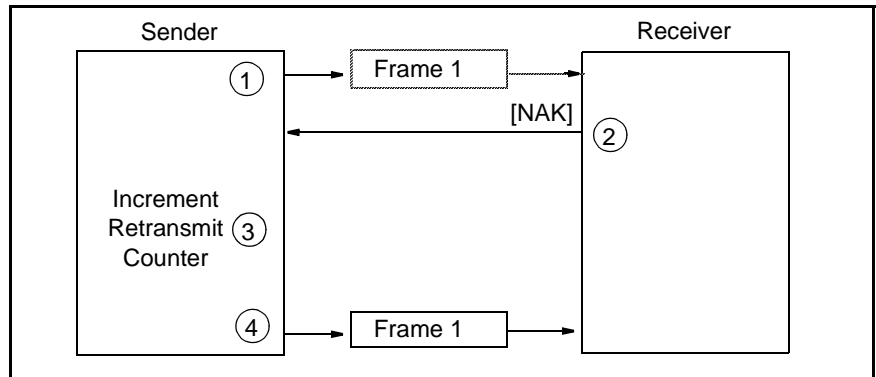 Sender
Receiver
1
Frame 1
[NAK]
2
Increment
Retransmit
Counter
3
4
Frame 1